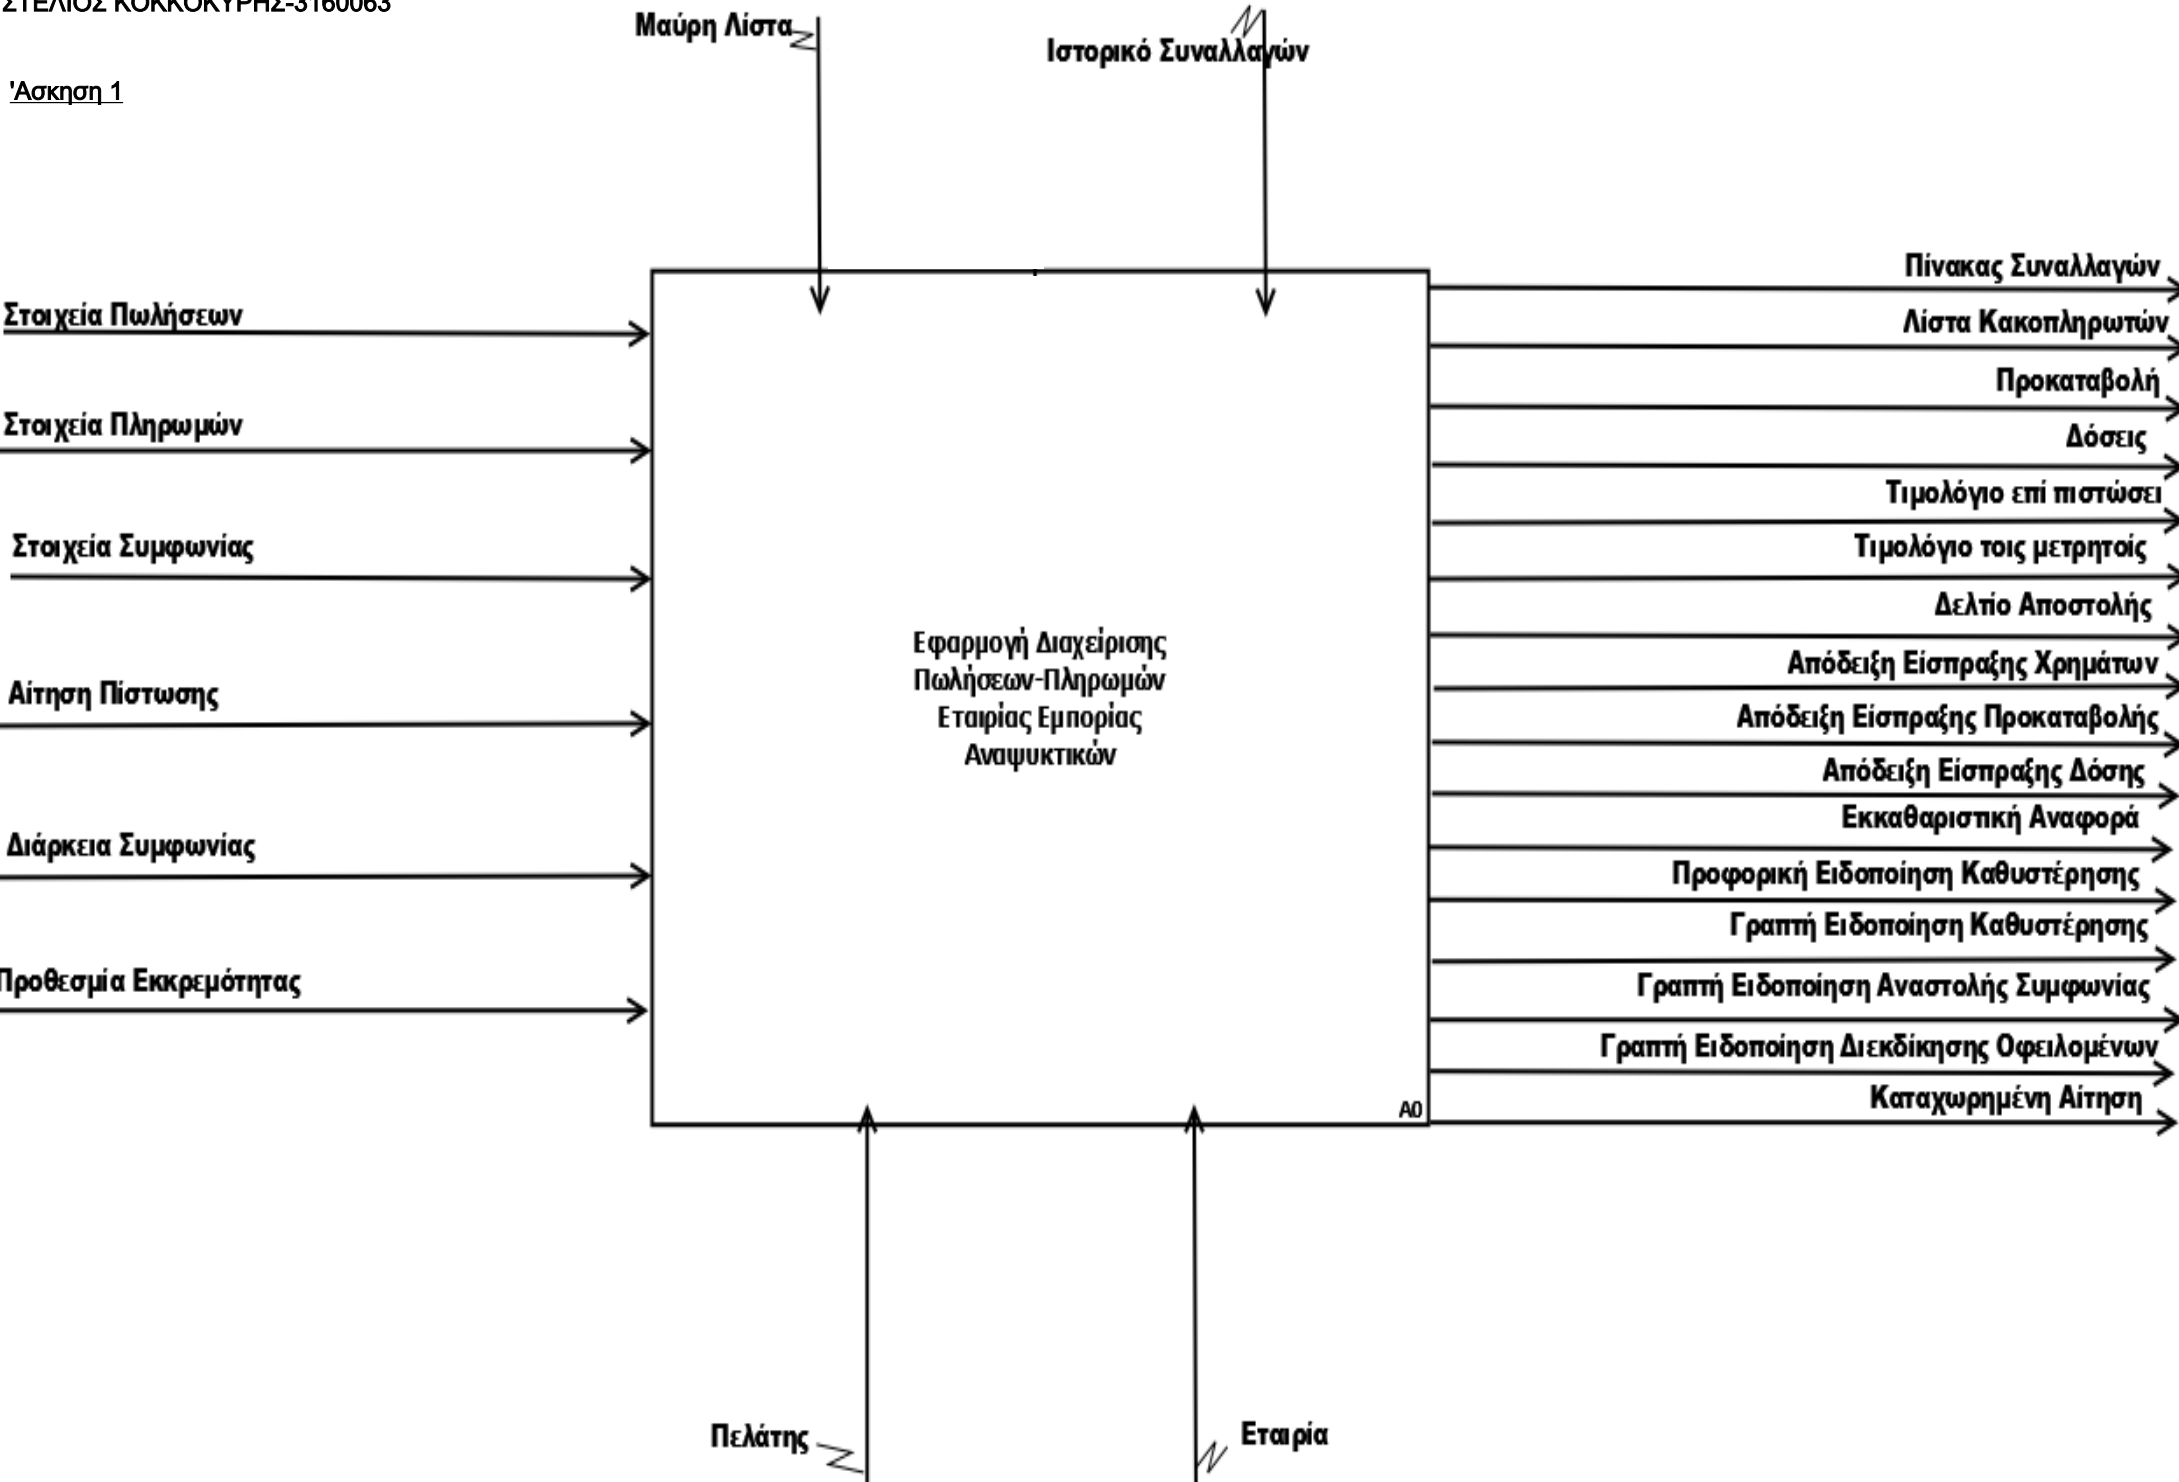 ΣΤΕΛΙΟΣ ΚΟΚΚΟΚΥΡΗΣ-3160063
'Ασκηση 1
Μαύρη Λίστα
Ιστορικό Συναλλαγών
Στοιχεία Πωλήσεων
Στοιχεία Πληρωμών
Στοιχεία Συμφωνίας
Αίτηση Πίστωσης
Διάρκεια Συμφωνίας
Προθεσμία Εκκρεμότητας
Εφαρμογή Διαχείρισης
Πωλήσεων-Πληρωμών
Εταιρίας Εμπορίας
Αναψυκτικών
A0
Πίνακας Συναλλαγών
Λίστα Κακοπληρωτών
Προκαταβολή
Δόσεις
Τιμολόγιο επί πιστώσει
Τιμολόγιο τοις μετρητοίς
Δελτίο Αποστολής
Απόδειξη Είσπραξης Χρημάτων
Απόδειξη Είσπραξης Προκαταβολής
Απόδειξη Είσπραξης Δόσης
Εκκαθαριστική Αναφορά
Προφορική Ειδοποίηση Καθυστέρησης
Γραπτή Ειδοποίηση Καθυστέρησης
Γραπτή Ειδοποίηση Αναστολής Συμφωνίας
Γραπτή Ειδοποίηση Διεκδίκησης Οφειλομένων
Καταχωρημένη Αίτηση
Πελάτης
Εταιρία